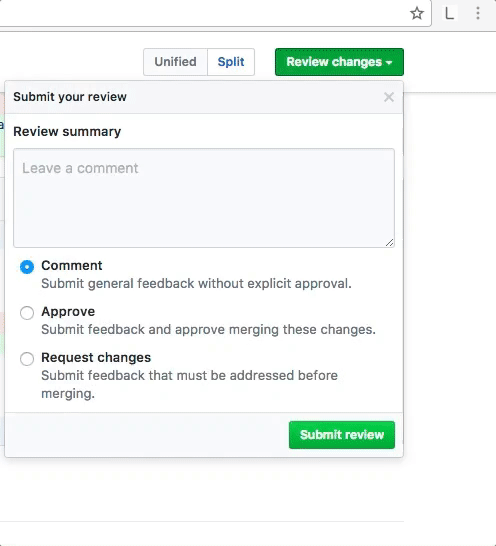 Unified Split Review changes
Submit your review
Review summary
Leave a comment
Comment
Submit general feedback without explicit approval.
Approve
Submit feedback and approve merging these changes.
Request changes
Submit feedback that must be addressed before
merging.
Submit review